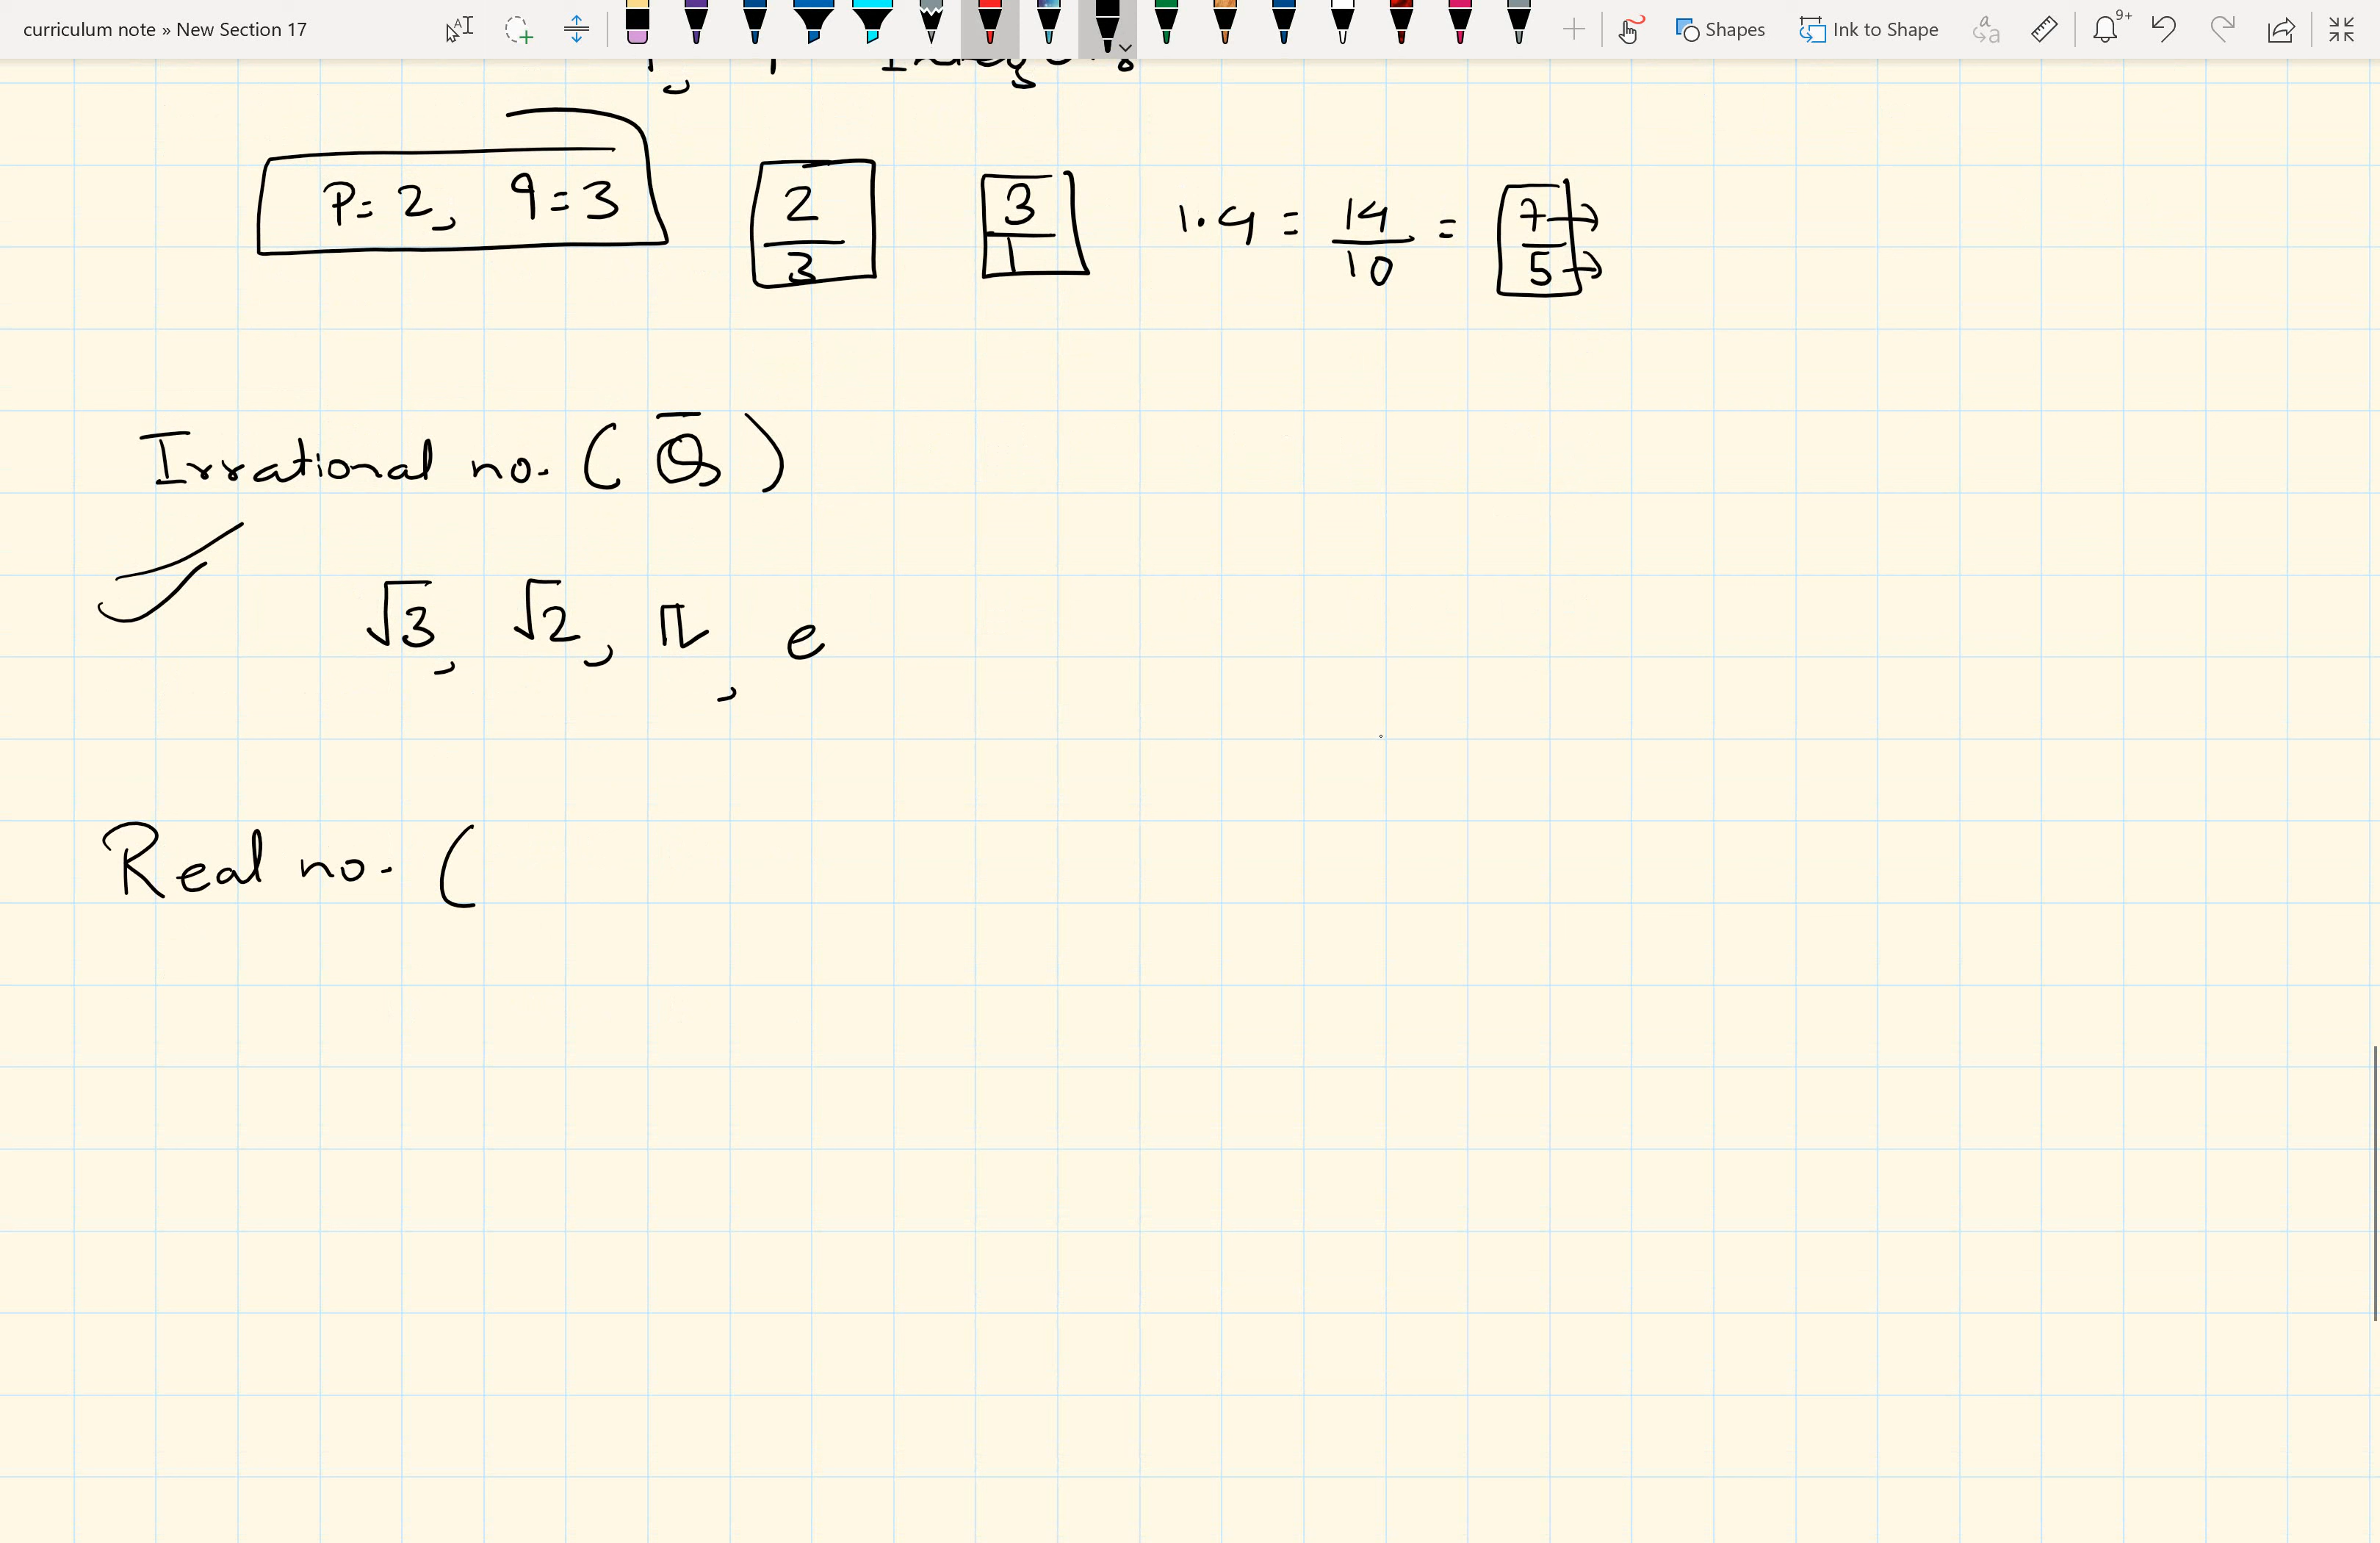 curriculum note » New Section 17
Shapes
Ink to Shape
9+
P = 2, q = 3
2/3
3/1
1.4 = 14/10 = 7/5
Irrational no. ( Q̅ )
√3, √2, π, e
Real no. (